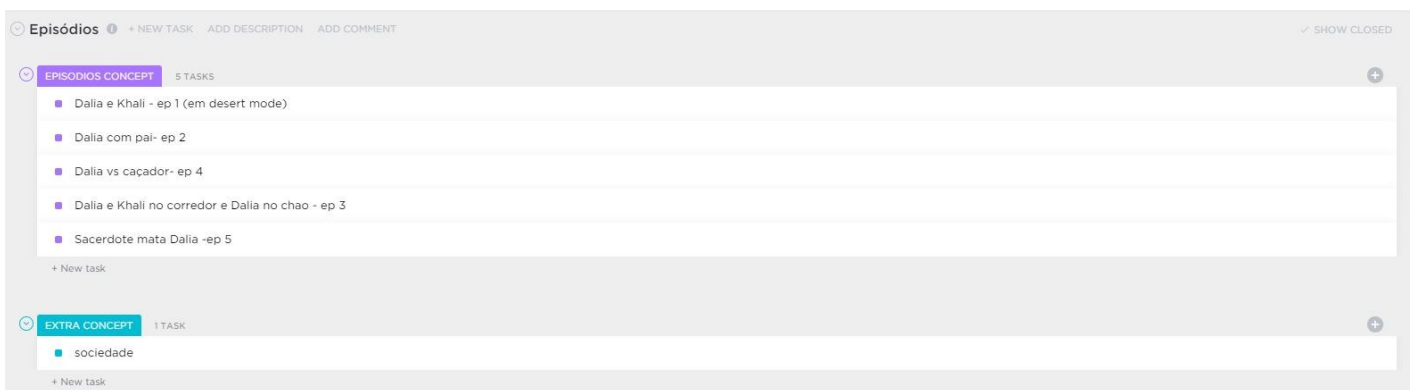 Episódios + NEW TASK ADD DESCRIPTION ADD COMMENT SHOW CLOSED
EPISODIOS CONCEPT 5 TASKS
Dalia e Khali - ep 1 (em desert mode)
Dalia com pai- ep 2
Dalia vs caçador- ep 4
Dalia e Khali no corredor e Dalia no chao - ep 3
Sacerdote mata Dalia -ep 5
+ New task
EXTRA CONCEPT 1 TASK
sociedade
+ New task